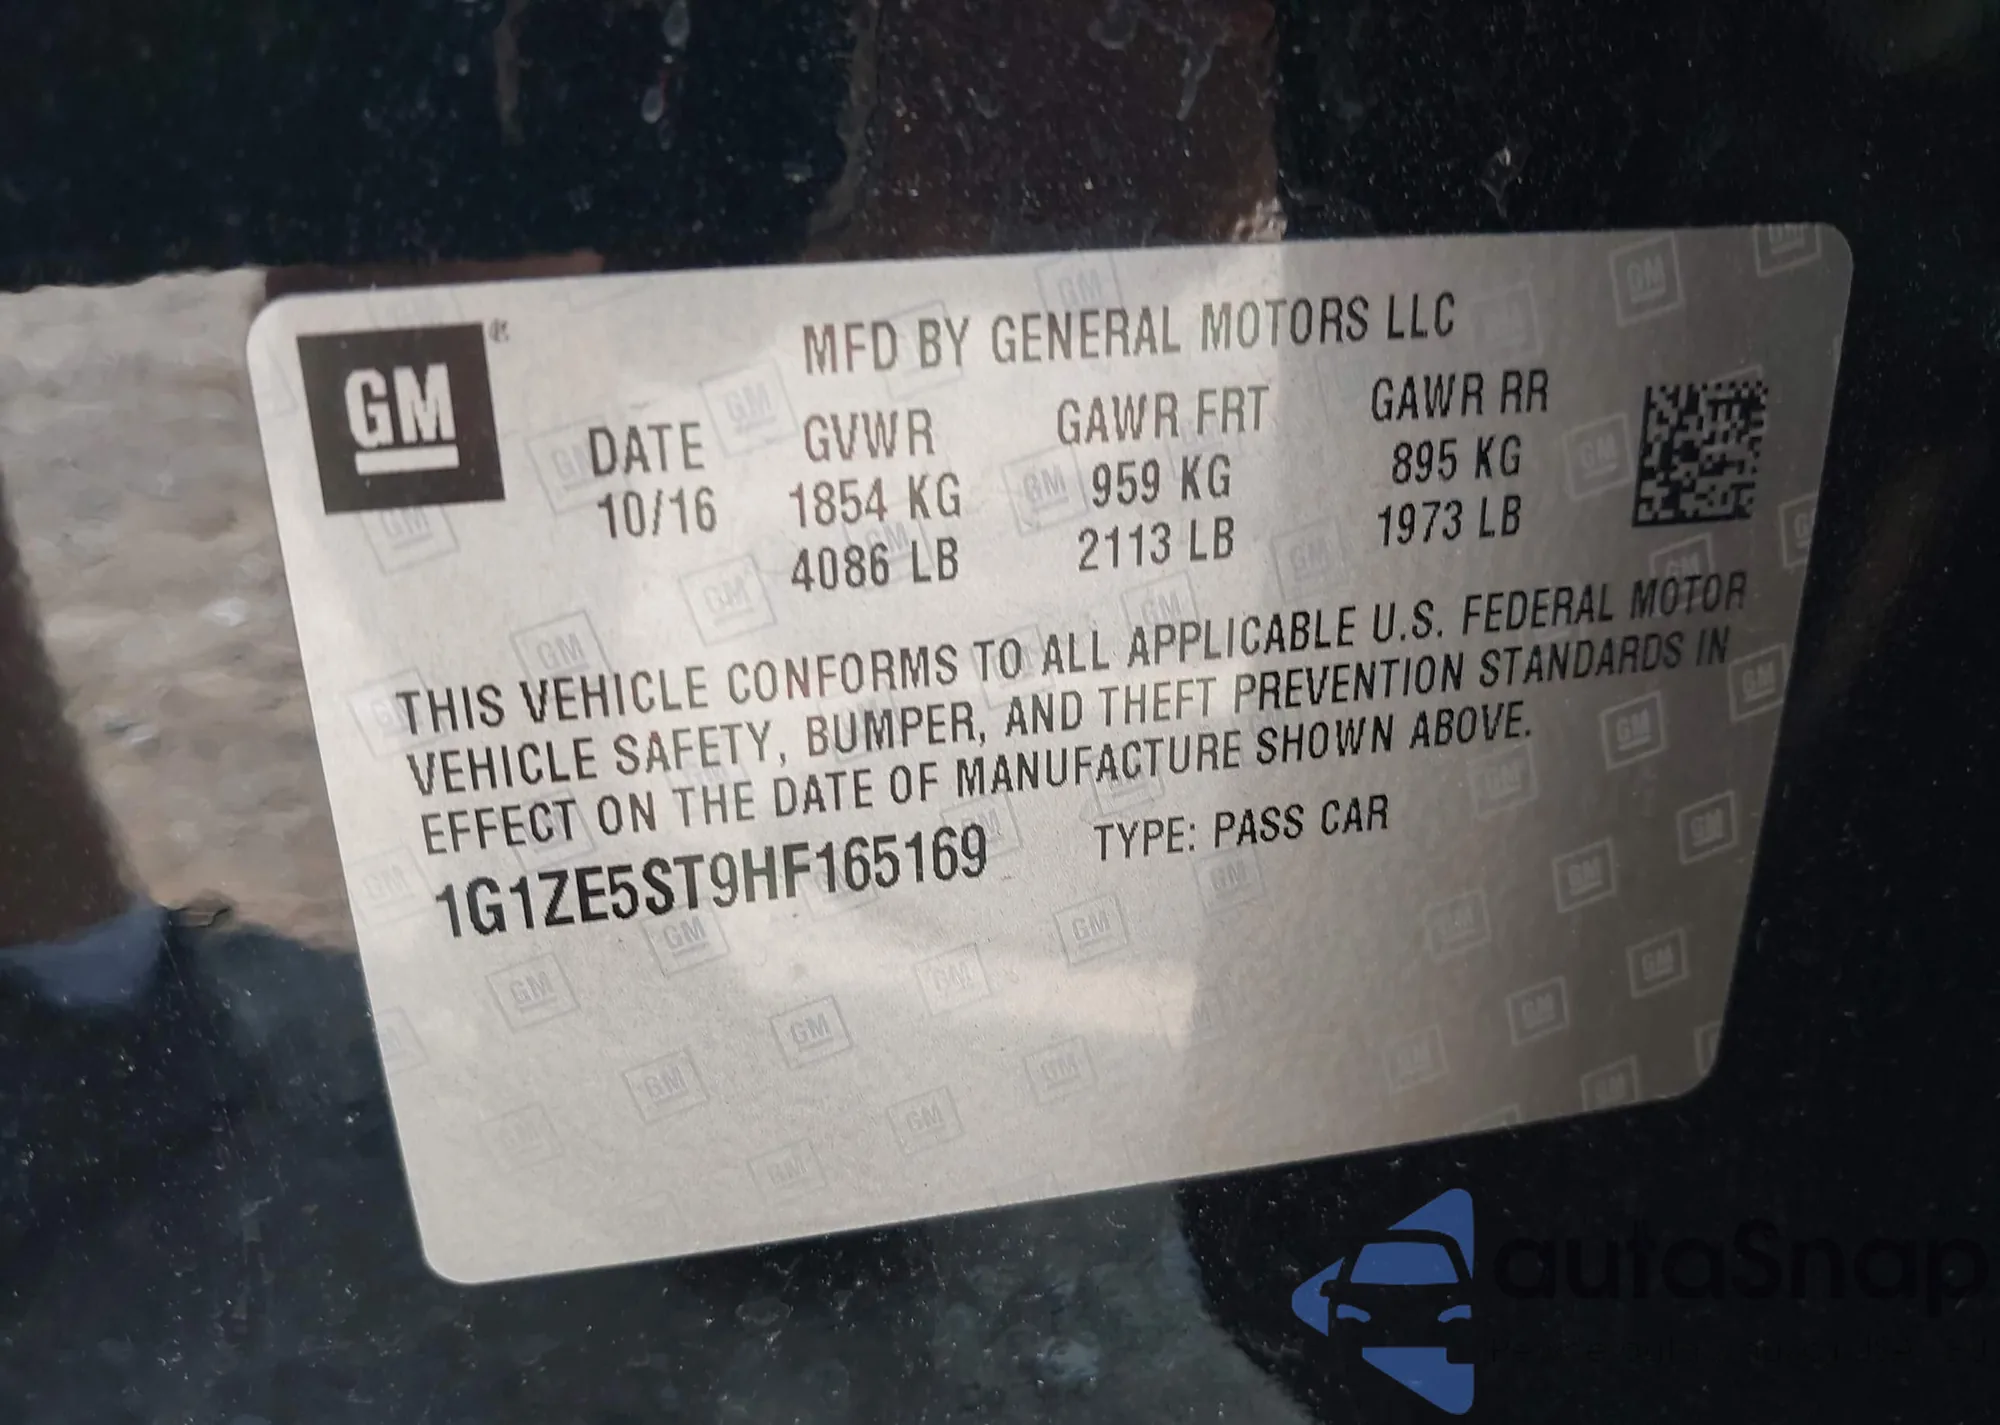 GM
MFD BY GENERAL MOTORS LLC
DATE GVWR GAWR FRT GAWR RR
10/16 1854 KG 959 KG 895 KG
4086 LB 2113 LB 1973 LB
THIS VEHICLE CONFORMS TO ALL APPLICABLE U.S. FEDERAL MOTOR
VEHICLE SAFETY, BUMPER, AND THEFT PREVENTION STANDARDS IN
EFFECT ON THE DATE OF MANUFACTURE SHOWN ABOVE.
1G1ZE5ST9HF165169 TYPE: PASS CAR
autoSnap